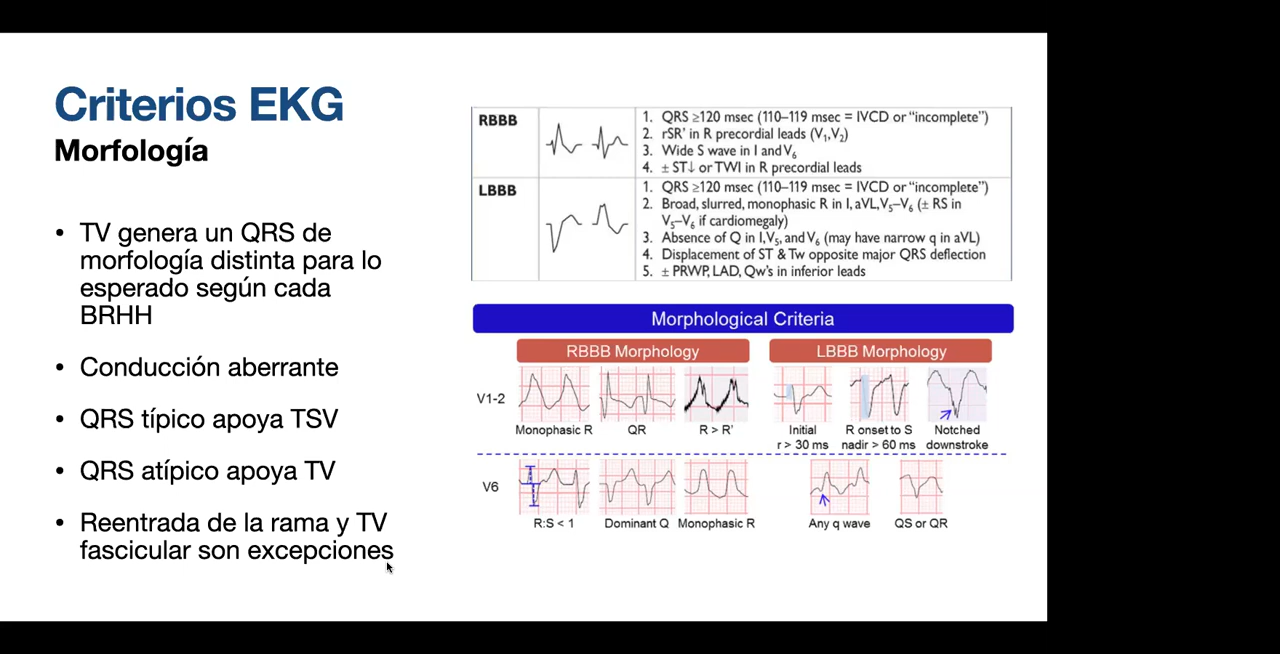 Criterios EKG
Morfología
• TV genera un QRS de
morfología distinta para lo
esperado según cada
BRHH
• Conducción aberrante
• QRS típico apoya TSV
• QRS atípico apoya TV
• Reentrada de la rama y TV
fascicular son excepciones
RBBB
1. QRS ≥120 msec (110–119 msec = IVCD or “incomplete”)
2. rSR′ in R precordial leads (V1,V2)
3. Wide S wave in I and V6
4. ± ST↓ or TWI in R precordial leads
LBBB
1. QRS ≥120 msec (110–119 msec = IVCD or “incomplete”)
2. Broad, slurred, monophasic R in I, aVL, V5–V6 (± RS in
V5–V6 if cardiomegaly)
3. Absence of Q in I, V5, and V6 (may have narrow q in aVL)
4. Displacement of ST & Tw opposite major QRS deflection
5. ± PRWP, LAD, Qw's in inferior leads
Morphological Criteria
RBBB Morphology LBBB Morphology
V1-2
Monophasic R QR R > R' Initial R onset to S Notched
r > 30 ms nadir > 60 ms downstroke
V6
R:S < 1 Dominant Q Monophasic R Any q wave QS or QR